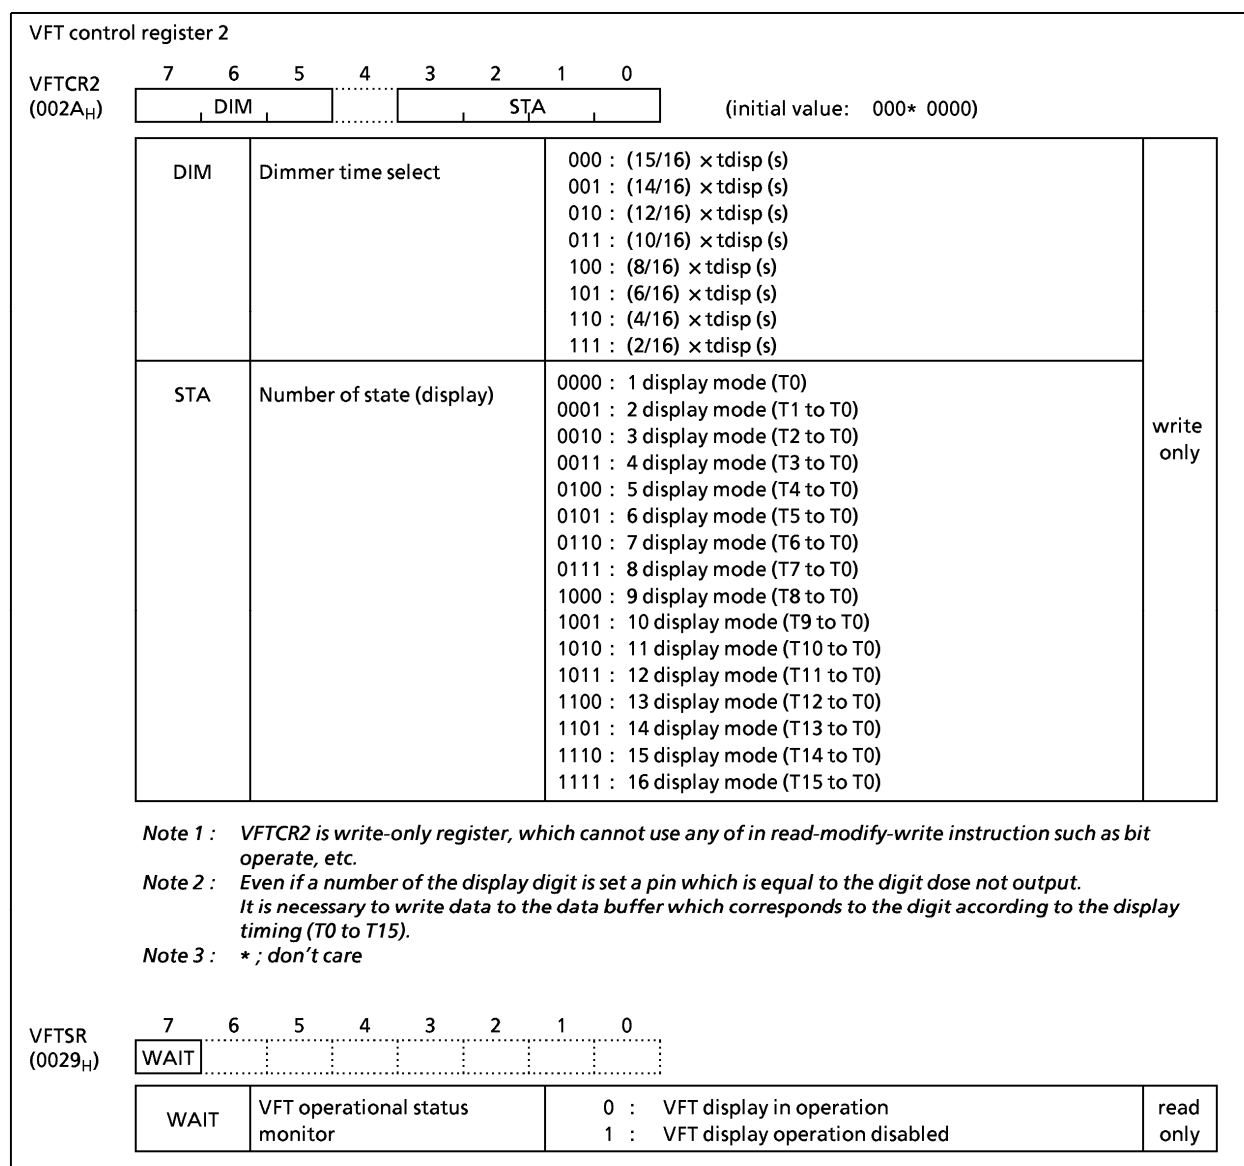 VFT control register 2
7 6 5 4 3 2 1 0
VFTCR2
(002AH) DIM STA (initial value: 000* 0000)
DIM Dimmer time select 000 : (15/16) × tdisp (s)
001 : (14/16) × tdisp (s)
010 : (12/16) × tdisp (s)
011 : (10/16) × tdisp (s)
100 : (8/16) × tdisp (s)
101 : (6/16) × tdisp (s)
110 : (4/16) × tdisp (s)
111 : (2/16) × tdisp (s)
STA Number of state (display) 0000 : 1 display mode (T0)
0001 : 2 display mode (T1 to T0)
0010 : 3 display mode (T2 to T0)
0011 : 4 display mode (T3 to T0)
0100 : 5 display mode (T4 to T0)
0101 : 6 display mode (T5 to T0)
0110 : 7 display mode (T6 to T0)
0111 : 8 display mode (T7 to T0)
1000 : 9 display mode (T8 to T0)
1001 : 10 display mode (T9 to T0)
1010 : 11 display mode (T10 to T0)
1011 : 12 display mode (T11 to T0)
1100 : 13 display mode (T12 to T0)
1101 : 14 display mode (T13 to T0)
1110 : 15 display mode (T14 to T0)
1111 : 16 display mode (T15 to T0)
write
only
Note 1 : VFTCR2 is write-only register, which cannot use any of in read-modify-write instruction such as bit
operate, etc.
Note 2 : Even if a number of the display digit is set a pin which is equal to the digit dose not output.
It is necessary to write data to the data buffer which corresponds to the digit according to the display
timing (T0 to T15).
Note 3 : * ; don't care
7 6 5 4 3 2 1 0
VFTSR
(0029H) WAIT
WAIT VFT operational status monitor 0 : VFT display in operation
1 : VFT display operation disabled
read
only